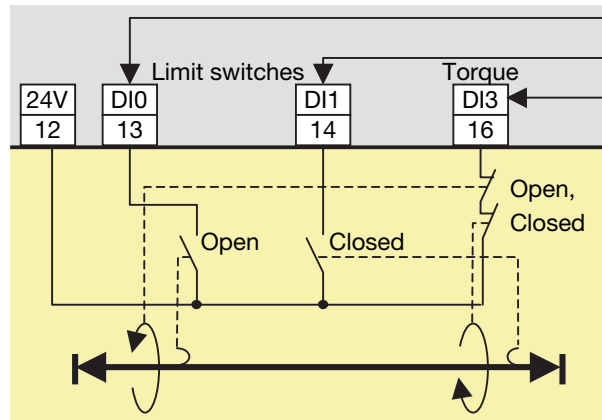 Limit switches
Torque
24V
DI0
DI1
DI3
12
13
14
16
Open,
Closed
Open
Closed